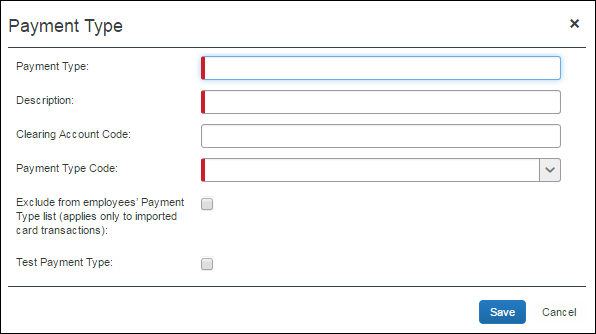 Payment Type
×
Payment Type:
Description:
Clearing Account Code:
Payment Type Code:
Exclude from employees' Payment
Type list (applies only to imported
card transactions):
Test Payment Type:
Save Cancel